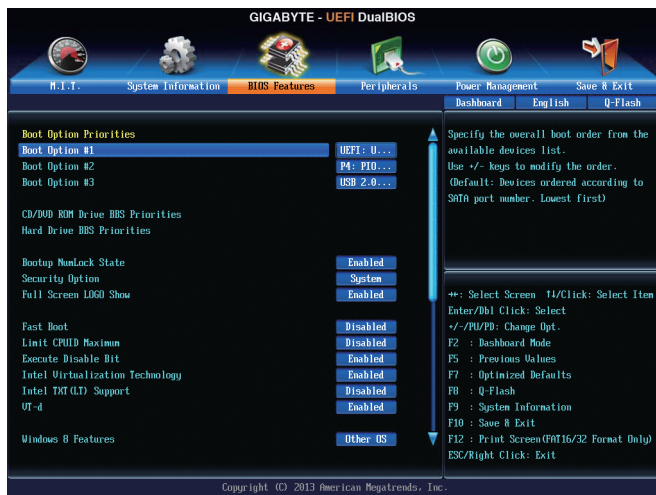 GIGABYTE - UEFI DualBIOS
M.I.T. System Information BIOS Features Peripherals Power Management Save & Exit
Dashboard English Q-Flash
Boot Option Priorities
Boot Option #1 UEFI: U...
Boot Option #2 P4: PIO...
Boot Option #3 USB 2.0...
CD/DVD ROM Drive BBS Priorities
Hard Drive BBS Priorities
Bootup NumLock State Enabled
Security Option System
Full Screen LOGO Show Enabled
Fast Boot Disabled
Limit CPUID Maximum Disabled
Execute Disable Bit Enabled
Intel Virtualization Technology Enabled
Intel TXT(LT) Support Disabled
VT-d Enabled
Windows 8 Features Other OS
Specify the overall boot order from the
available devices list.
Use +/- keys to modify the order.
(Default: Devices ordered according to
SATA port number. Lowest first)
→←: Select Screen ↑↓/Click: Select Item
Enter/Dbl Click: Select
+/-/PU/PD: Change Opt.
F2 : Dashboard Mode
F5 : Previous Values
F7 : Optimized Defaults
F8 : Q-Flash
F9 : System Information
F10 : Save & Exit
F12 : Print Screen(FAT16/32 Format Only)
ESC/Right Click: Exit
Copyright (C) 2013 American Megatrends, Inc.